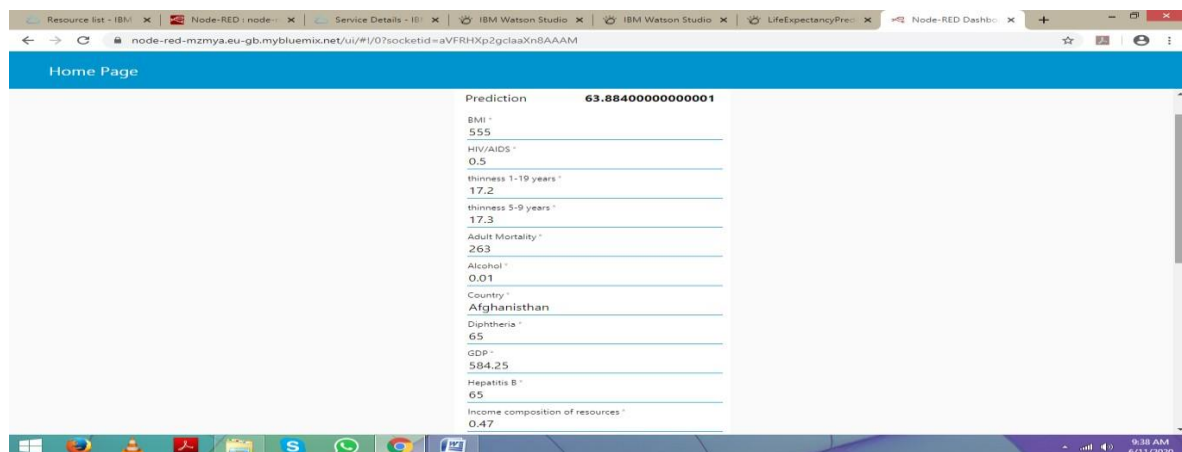 Resource list - IBM
Node-RED : node-r
Service Details - IBM
IBM Watson Studio
IBM Watson Studio
LifeExpectancyPred
Node-RED Dashbo
node-red-mzmya.eu-gb.mybluemix.net/ui/#!/0?socketid=aVFRHXp2gclaaXn8AAAM
Home Page
Prediction 63.88400000000001
BMI *
555
HIV/AIDS *
0.5
thinness 1-19 years *
17.2
thinness 5-9 years *
17.3
Adult Mortality *
263
Alcohol *
0.01
Country *
Afghanisthan
Diphtheria *
65
GDP *
584.25
Hepatitis B *
65
Income composition of resources *
0.47
9:38 AM
6/11/2020